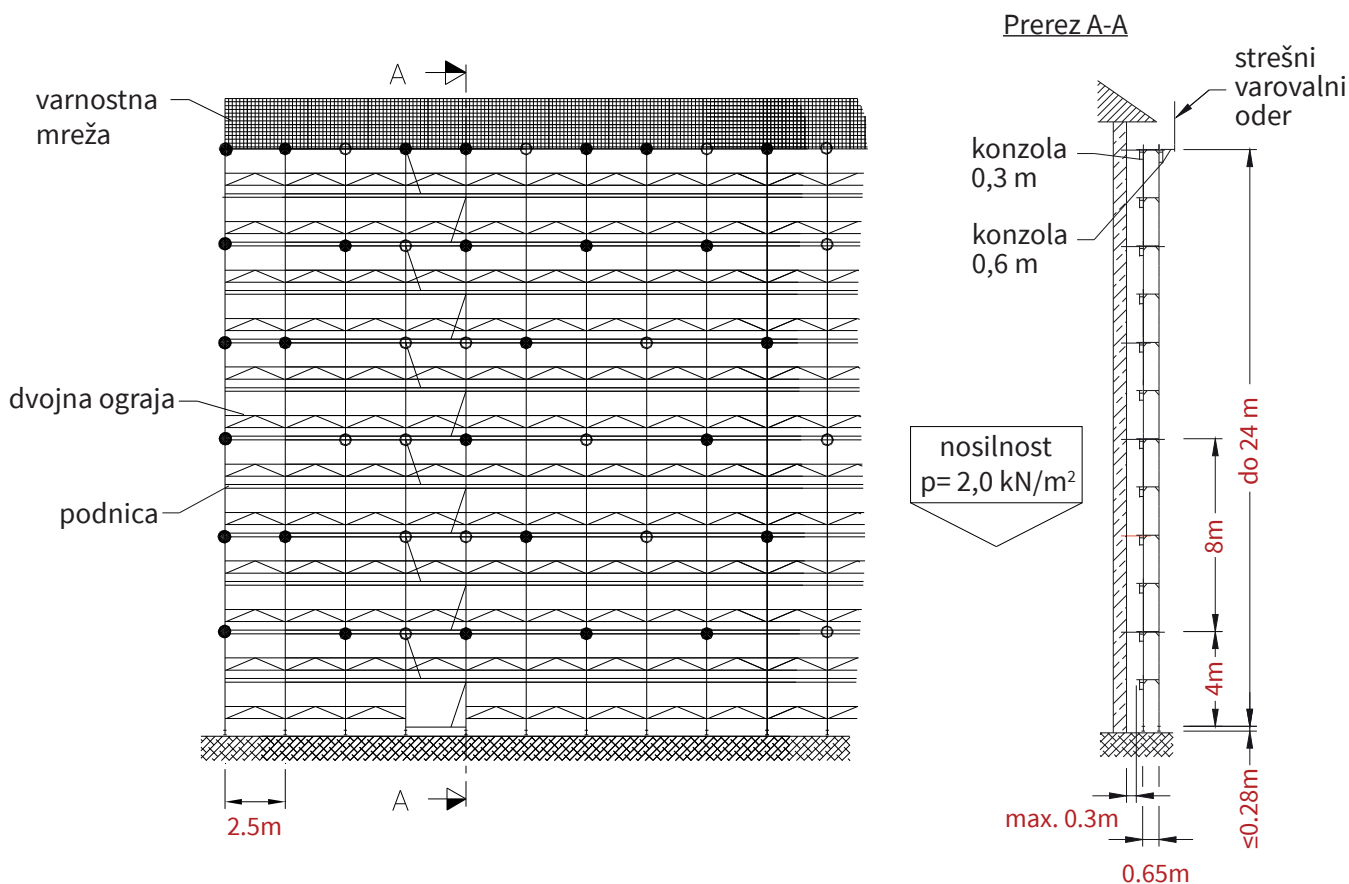 Prerez A-A
A
varnostna
mreža
strešni
varovalni
oder
konzola
0,3 m
konzola
0,6 m
dvojna ograja
podnica
nosilnost
p= 2,0 kN/m²
do 24 m
8m
4m
≤0.28m
A
2.5m
max. 0.3m
0.65m